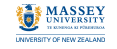 MASSEY
UNIVERSITY
TE KUNENGA KI PŪREHUROA
UNIVERSITY OF NEW ZEALAND